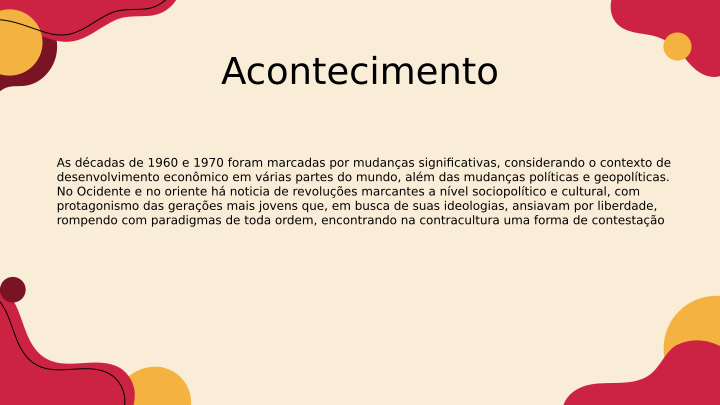 Acontecimento
As décadas de 1960 e 1970 foram marcadas por mudanças significativas, considerando o contexto de
desenvolvimento econômico em várias partes do mundo, além das mudanças políticas e geopolíticas.
No Ocidente e no oriente há noticia de revoluções marcantes a nível sociopolítico e cultural, com
protagonismo das gerações mais jovens que, em busca de suas ideologias, ansiavam por liberdade,
rompendo com paradigmas de toda ordem, encontrando na contracultura uma forma de contestação